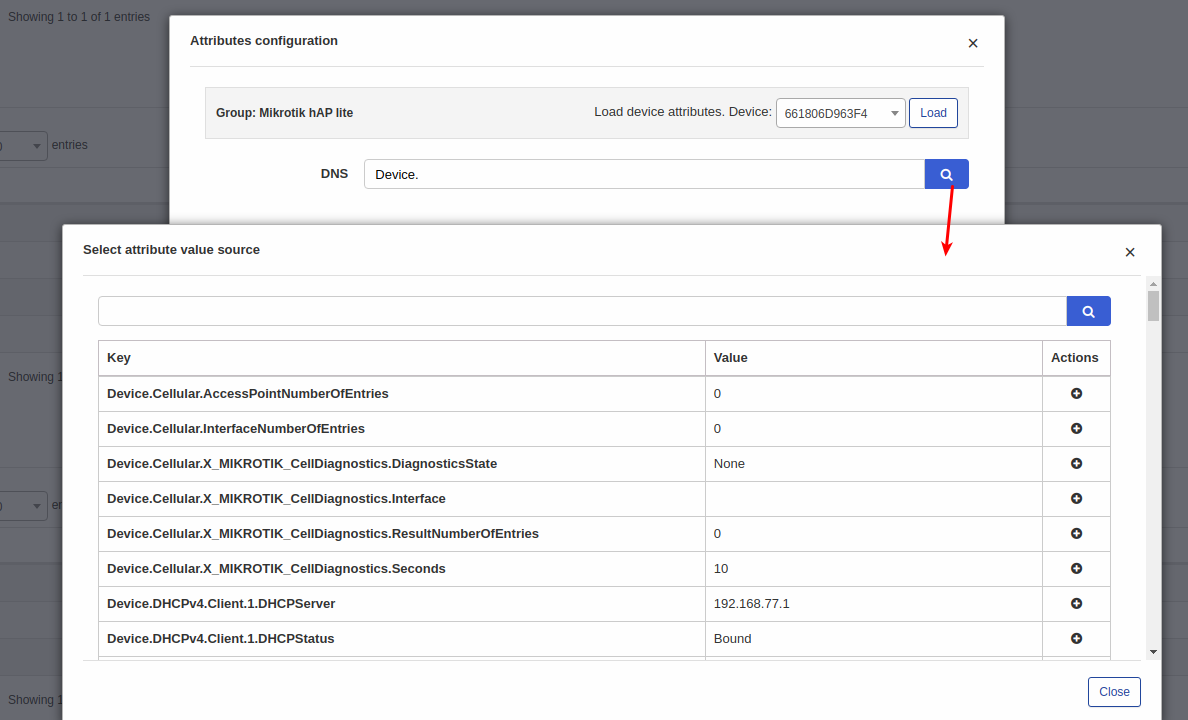 Showing 1 to 1 of 1 entries
Attributes configuration
×
Group: Mikrotik hAP lite
Load device attributes. Device:
661806D963F4
Load
0
entries
DNS
Device.
Select attribute value source
×
Key Value Actions
Device.Cellular.AccessPointNumberOfEntries 0
Showing 1
Device.Cellular.InterfaceNumberOfEntries 0
Device.Cellular.X_MIKROTIK_CellDiagnostics.DiagnosticsState None
Device.Cellular.X_MIKROTIK_CellDiagnostics.Interface
0
en
Device.Cellular.X_MIKROTIK_CellDiagnostics.ResultNumberOfEntries 0
Device.Cellular.X_MIKROTIK_CellDiagnostics.Seconds 10
Device.DHCPv4.Client.1.DHCPServer 192.168.77.1
Device.DHCPv4.Client.1.DHCPStatus Bound
Showing 1
Close